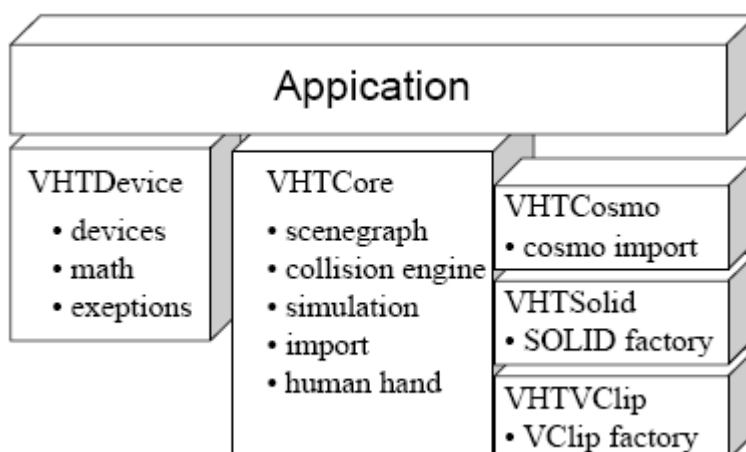 Appication
VHTDevice
• devices
• math
• exeptions
VHTCore
• scenegraph
• collision engine
• simulation
• import
• human hand
VHTCosmo
• cosmo import
VHTSolid
• SOLID factory
VHTVClip
• VClip factory